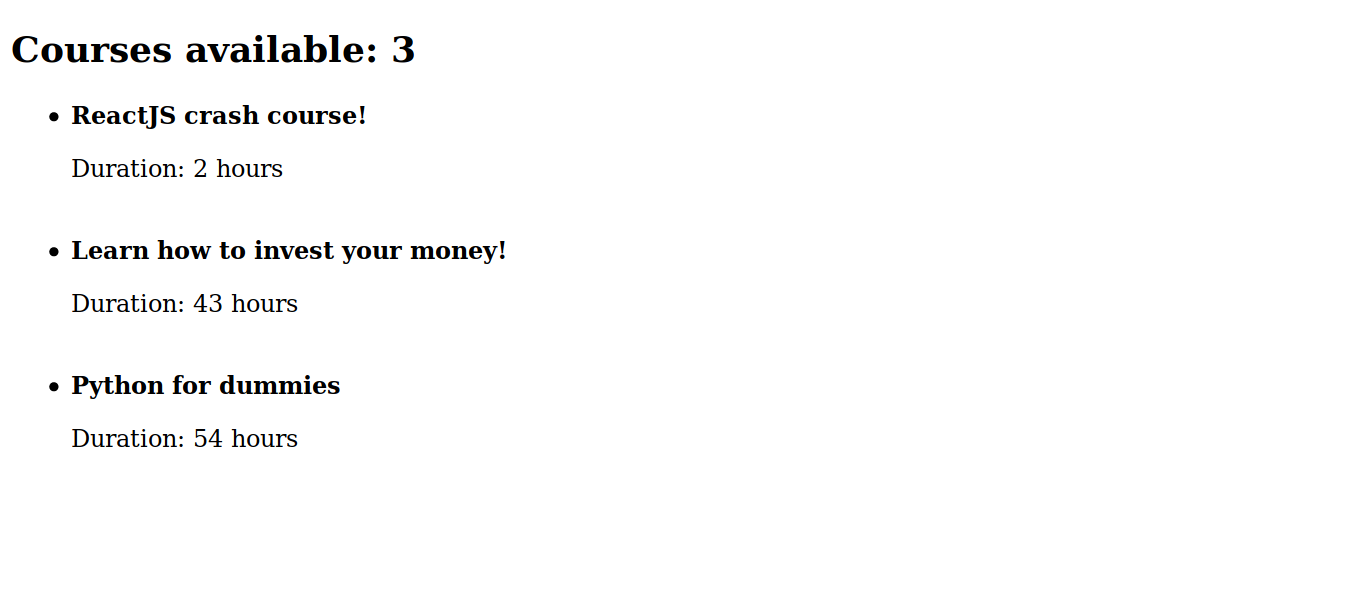 Courses available: 3
ReactJS crash course!
Duration: 2 hours
Learn how to invest your money!
Duration: 43 hours
Python for dummies
Duration: 54 hours